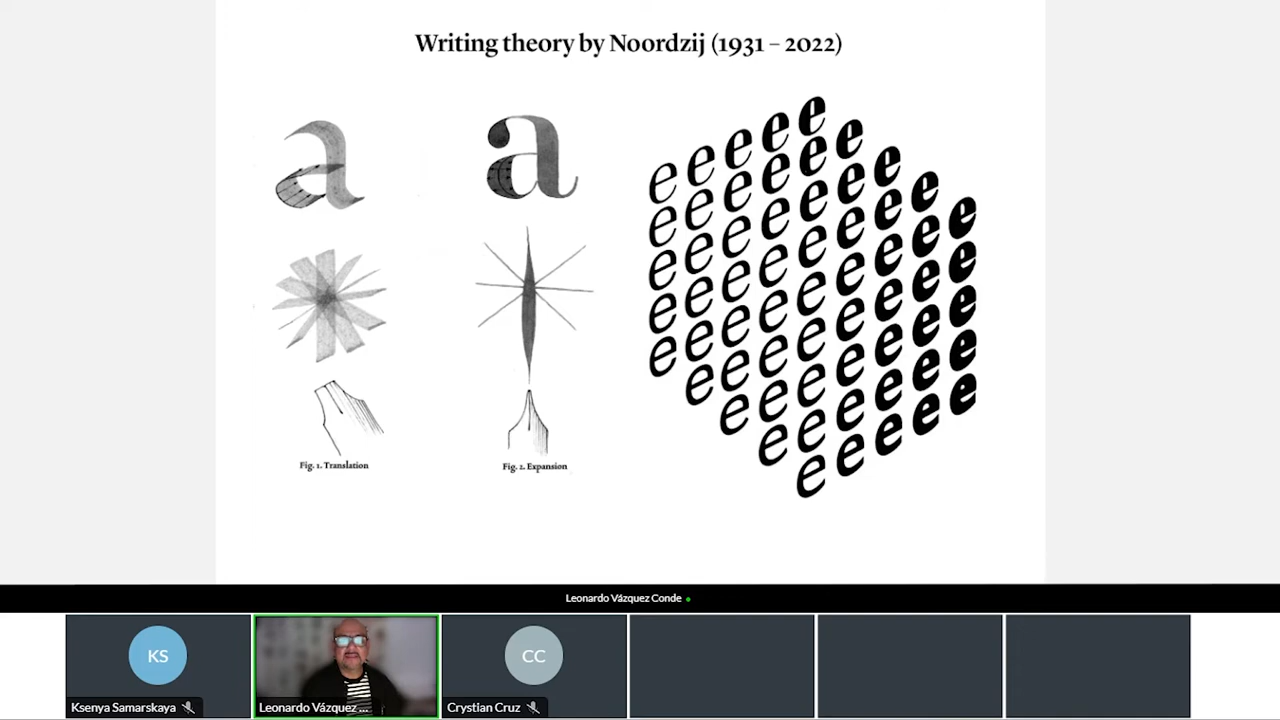 Writing theory by Noordzij (1931 – 2022)
a
a
e e e e e
e e e e e e
e e e e e e e
e e e e e e e e
e e e e e e e e e
e e e e e e e e
e e e e e e e
e e e e e e
e e e e e
Fig. 1. Translation
Fig. 2. Expansion
Leonardo Vázquez Conde
KS
CC
Ksenya Samarskaya
Leonardo Vázquez ...
Crystian Cruz